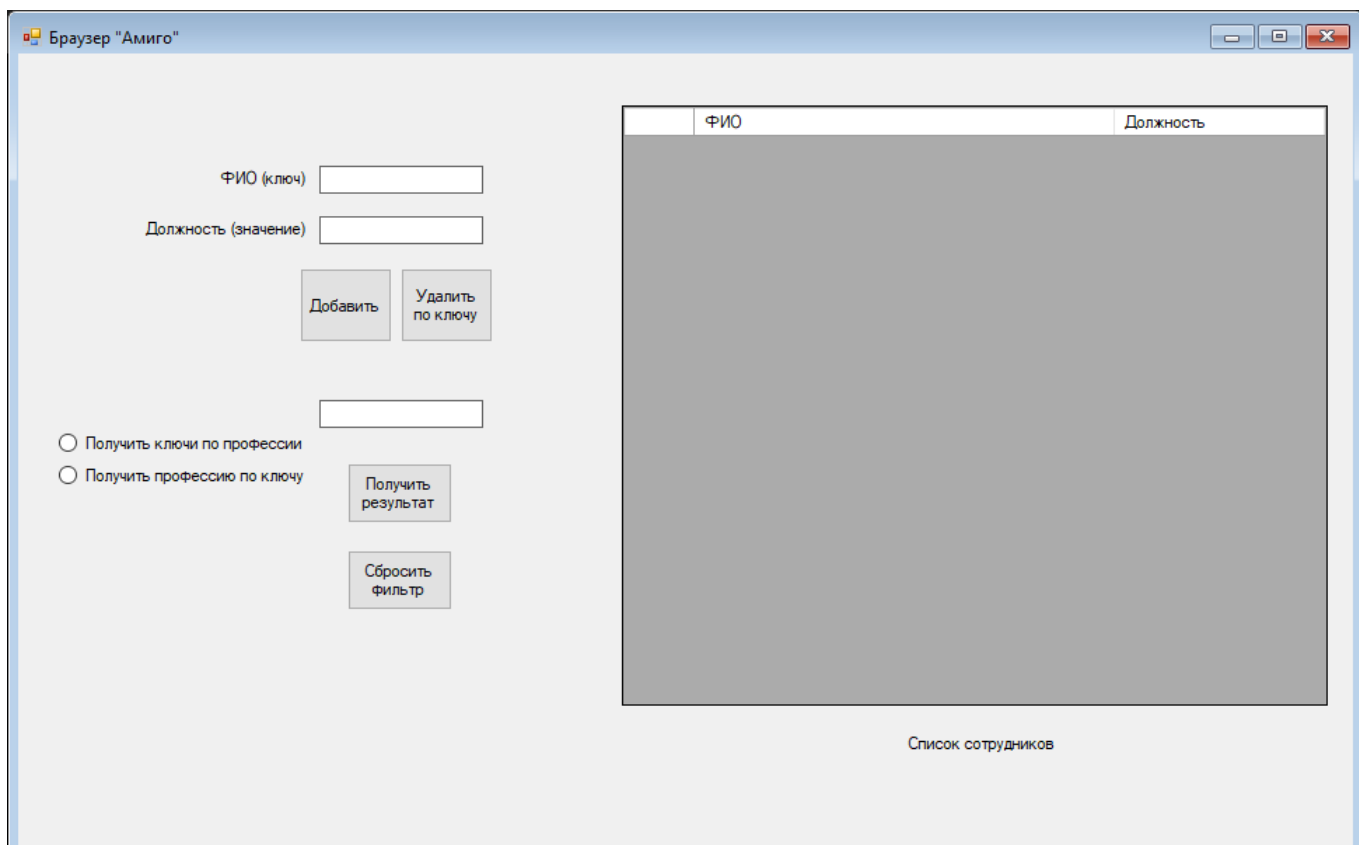 Браузер "Амиго"
ФИО Должность
ФИО (ключ)
Должность (значение)
Добавить
Удалить
по ключу
Получить ключи по профессии
Получить профессию по ключу
Получить
результат
Сбросить
фильтр
Список сотрудников